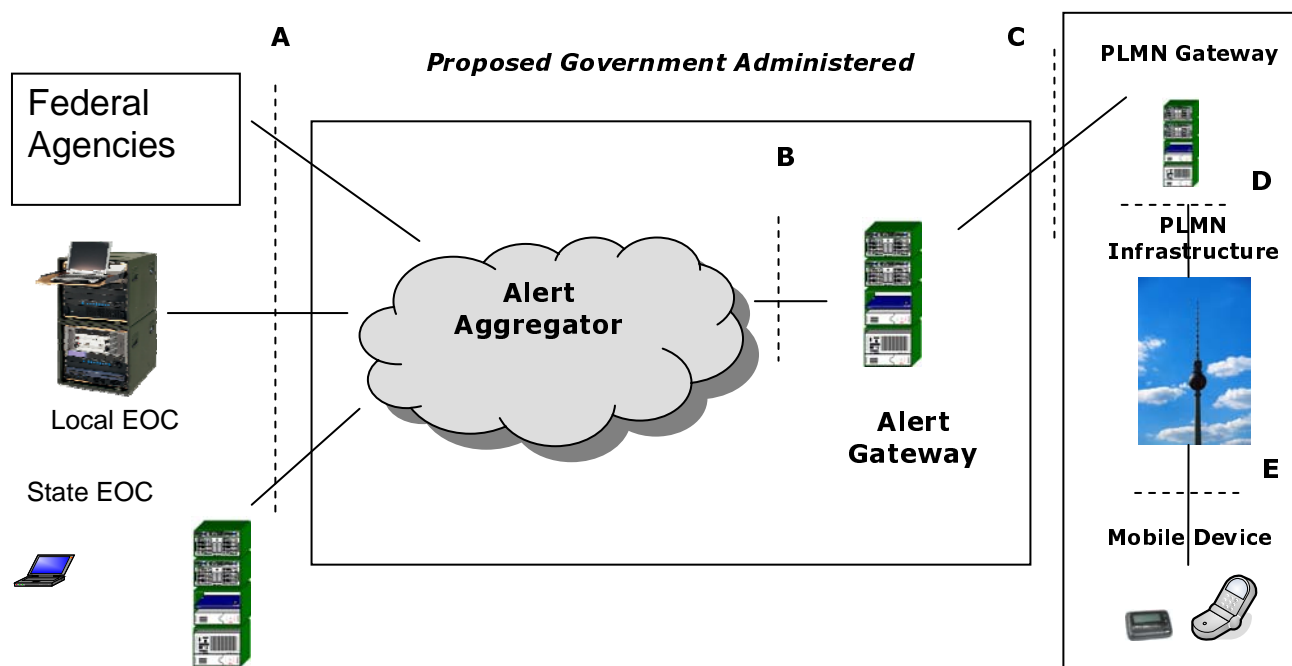 A
C
Proposed Government Administered
PLMN Gateway
Federal
Agencies
B
D
PLMN
Infrastructure
Alert
Aggregator
Local EOC
Alert
Gateway
E
State EOC
Mobile Device